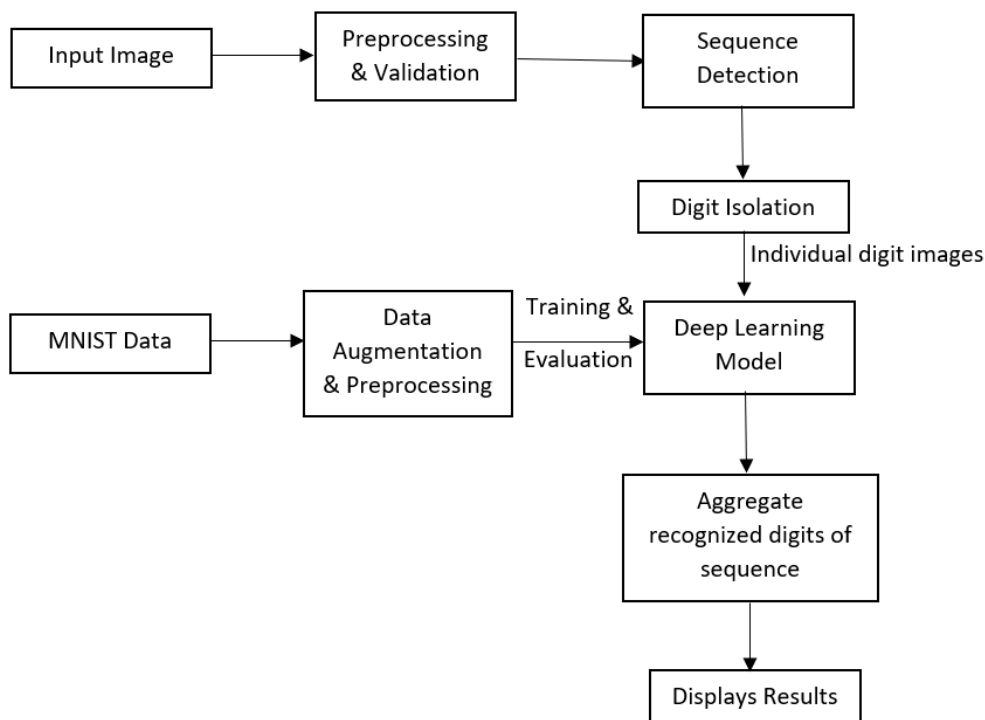 Input Image
Preprocessing
& Validation
Sequence
Detection
Digit Isolation
Individual digit images
MNIST Data
Data
Augmentation
& Preprocessing
Training &
Evaluation
Deep Learning
Model
Aggregate
recognized digits of
sequence
Displays Results